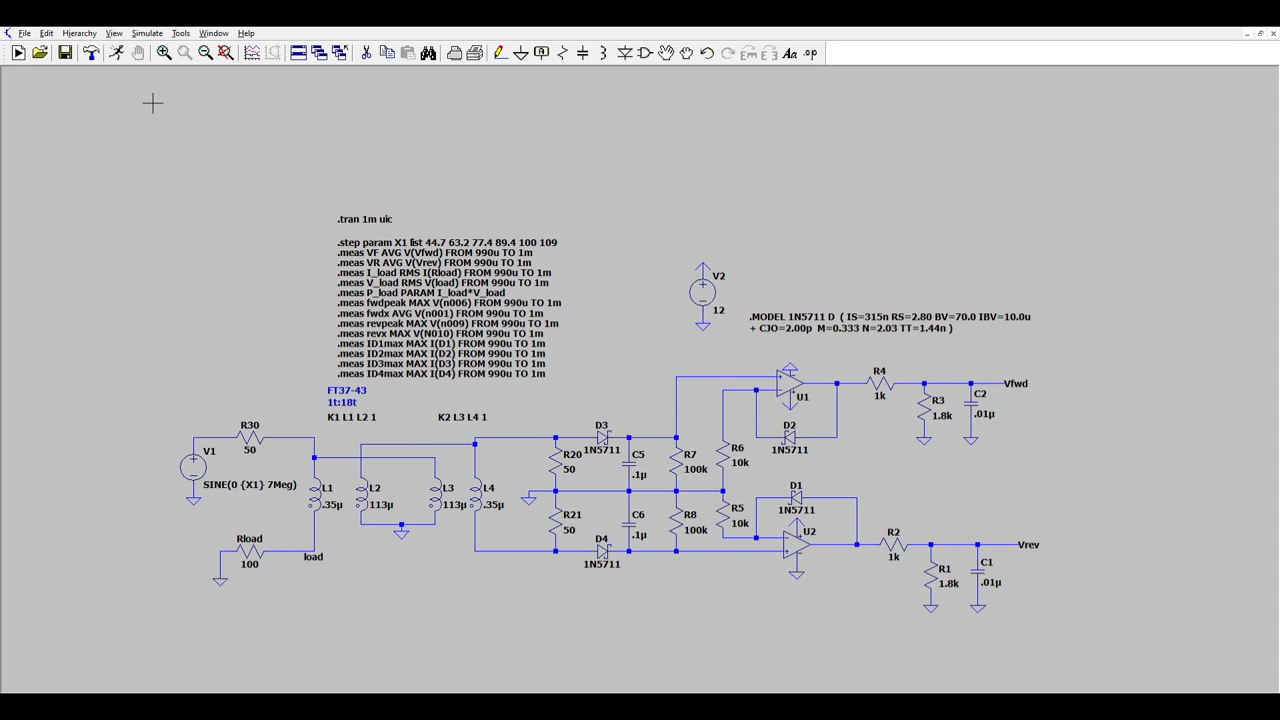 File Edit Hierarchy View Simulate Tools Window Help
.op
.tran 1m uic
.step param X1 list 44.7 63.2 77.4 89.4 100 109
.meas VF AVG V(Vfwd) FROM 990u TO 1m
.meas VR AVG V(Vrev) FROM 990u TO 1m
.meas I_load RMS I(Rload) FROM 990u TO 1m
.meas V_load RMS V(load) FROM 990u TO 1m
.meas P_load PARAM I_load*V_load
.meas fwdpeak MAX V(n006) FROM 990u TO 1m
.meas fwdx AVG V(n001) FROM 990u TO 1m
.meas revpeak MAX V(n009) FROM 990u TO 1m
.meas revx MAX V(N010) FROM 990u TO 1m
.meas ID1max MAX I(D1) FROM 990u TO 1m
.meas ID2max MAX I(D2) FROM 990u TO 1m
.meas ID3max MAX I(D3) FROM 990u TO 1m
.meas ID4max MAX I(D4) FROM 990u TO 1m
V2
12
.MODEL 1N5711 D ( IS=315n RS=2.80 BV=70.0 IBV=10.0u
+ CJO=2.00p M=0.333 N=2.03 TT=1.44n )
FT37-43
1t:18t
K1 L1 L2 1
K2 L3 L4 1
R30
50
V1
SINE(0 {X1} 7Meg)
L1
.35µ
L2
113µ
L3
113µ
L4
.35µ
Rload
100
load
R20
50
R21
50
D3
1N5711
D4
1N5711
C5
.1µ
C6
.1µ
R7
100k
R8
100k
R6
10k
R5
10k
U1
D2
1N5711
D1
1N5711
U2
R4
1k
R3
1.8k
C2
.01µ
Vfwd
R2
1k
R1
1.8k
C1
.01µ
Vrev